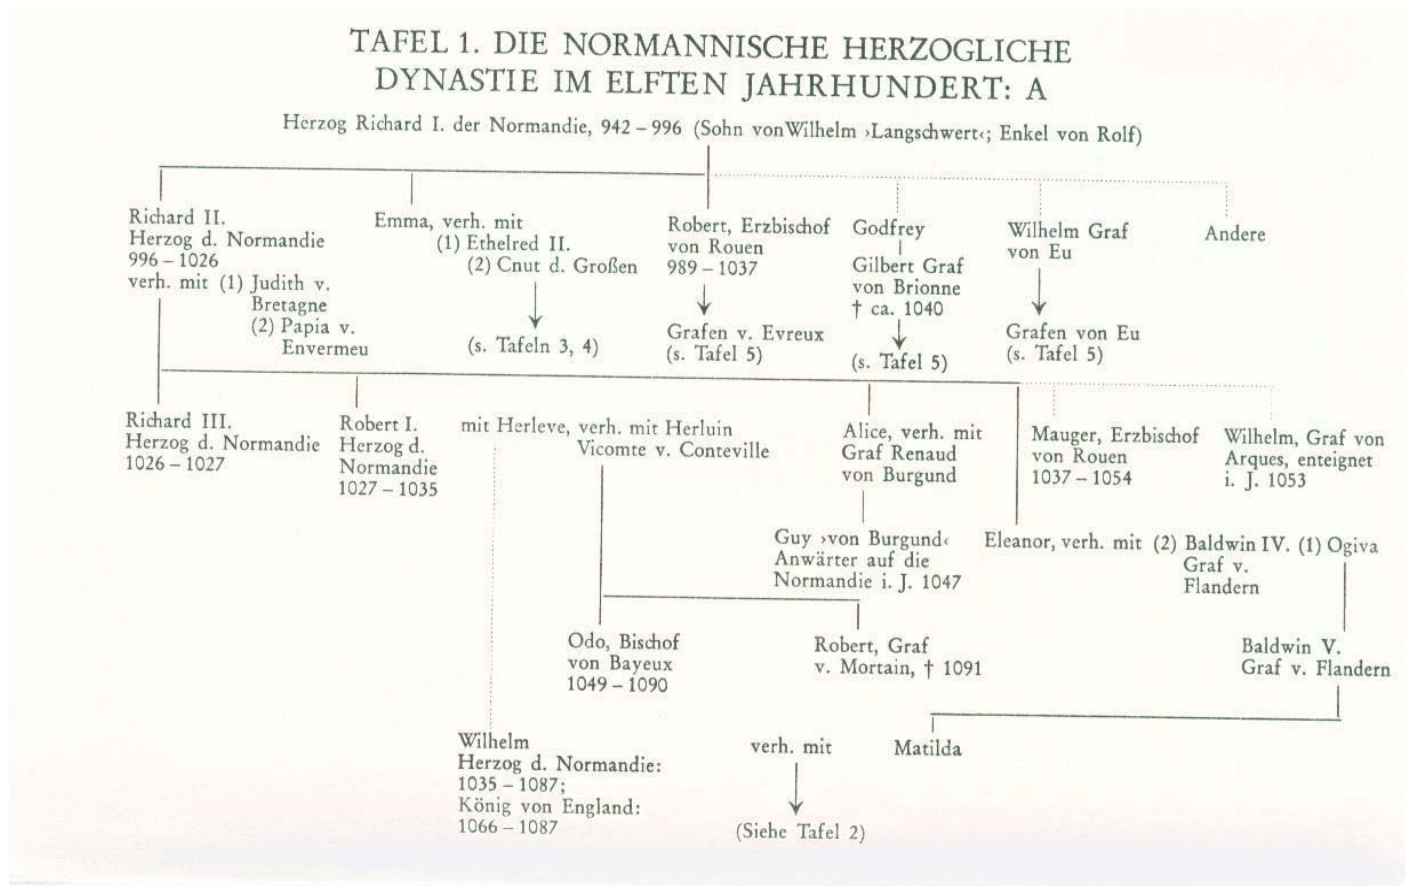 TAFEL 1. DIE NORMANNISCHE HERZOGLICHE
DYNASTIE IM ELFTEN JAHRHUNDERT: A
Herzog Richard I. der Normandie, 942 – 996 (Sohn von Wilhelm ›Langschwert‹; Enkel von Rolf)
Richard II.
Herzog d. Normandie
996 – 1026
verh. mit (1) Judith v.
Bretagne
(2) Papia v.
Envermeu
Emma, verh. mit
(1) Ethelred II.
(2) Cnut d. Großen
(s. Tafeln 3, 4)
Robert, Erzbischof
von Rouen
989 – 1037
Grafen v. Evreux
(s. Tafel 5)
Godfrey
Gilbert Graf
von Brionne
† ca. 1040
(s. Tafel 5)
Wilhelm Graf
von Eu
Grafen von Eu
(s. Tafel 5)
Andere
Richard III.
Herzog d. Normandie
1026 – 1027
Robert I.
Herzog d.
Normandie
1027 – 1035
mit Herleve, verh. mit Herluin
Vicomte v. Conteville
Alice, verh. mit
Graf Renaud
von Burgund
Mauger, Erzbischof
von Rouen
1037 – 1054
Wilhelm, Graf von
Arques, enteignet
i. J. 1053
Guy ›von Burgund‹
Anwärter auf die
Normandie i. J. 1047
Eleanor, verh. mit (2) Baldwin IV. (1) Ogiva
Graf v.
Flandern
Odo, Bischof
von Bayeux
1049 – 1090
Robert, Graf
v. Mortain, † 1091
Baldwin V.
Graf v. Flandern
Wilhelm
Herzog d. Normandie:
1035 – 1087;
König von England:
1066 – 1087
verh. mit
(Siehe Tafel 2)
Matilda